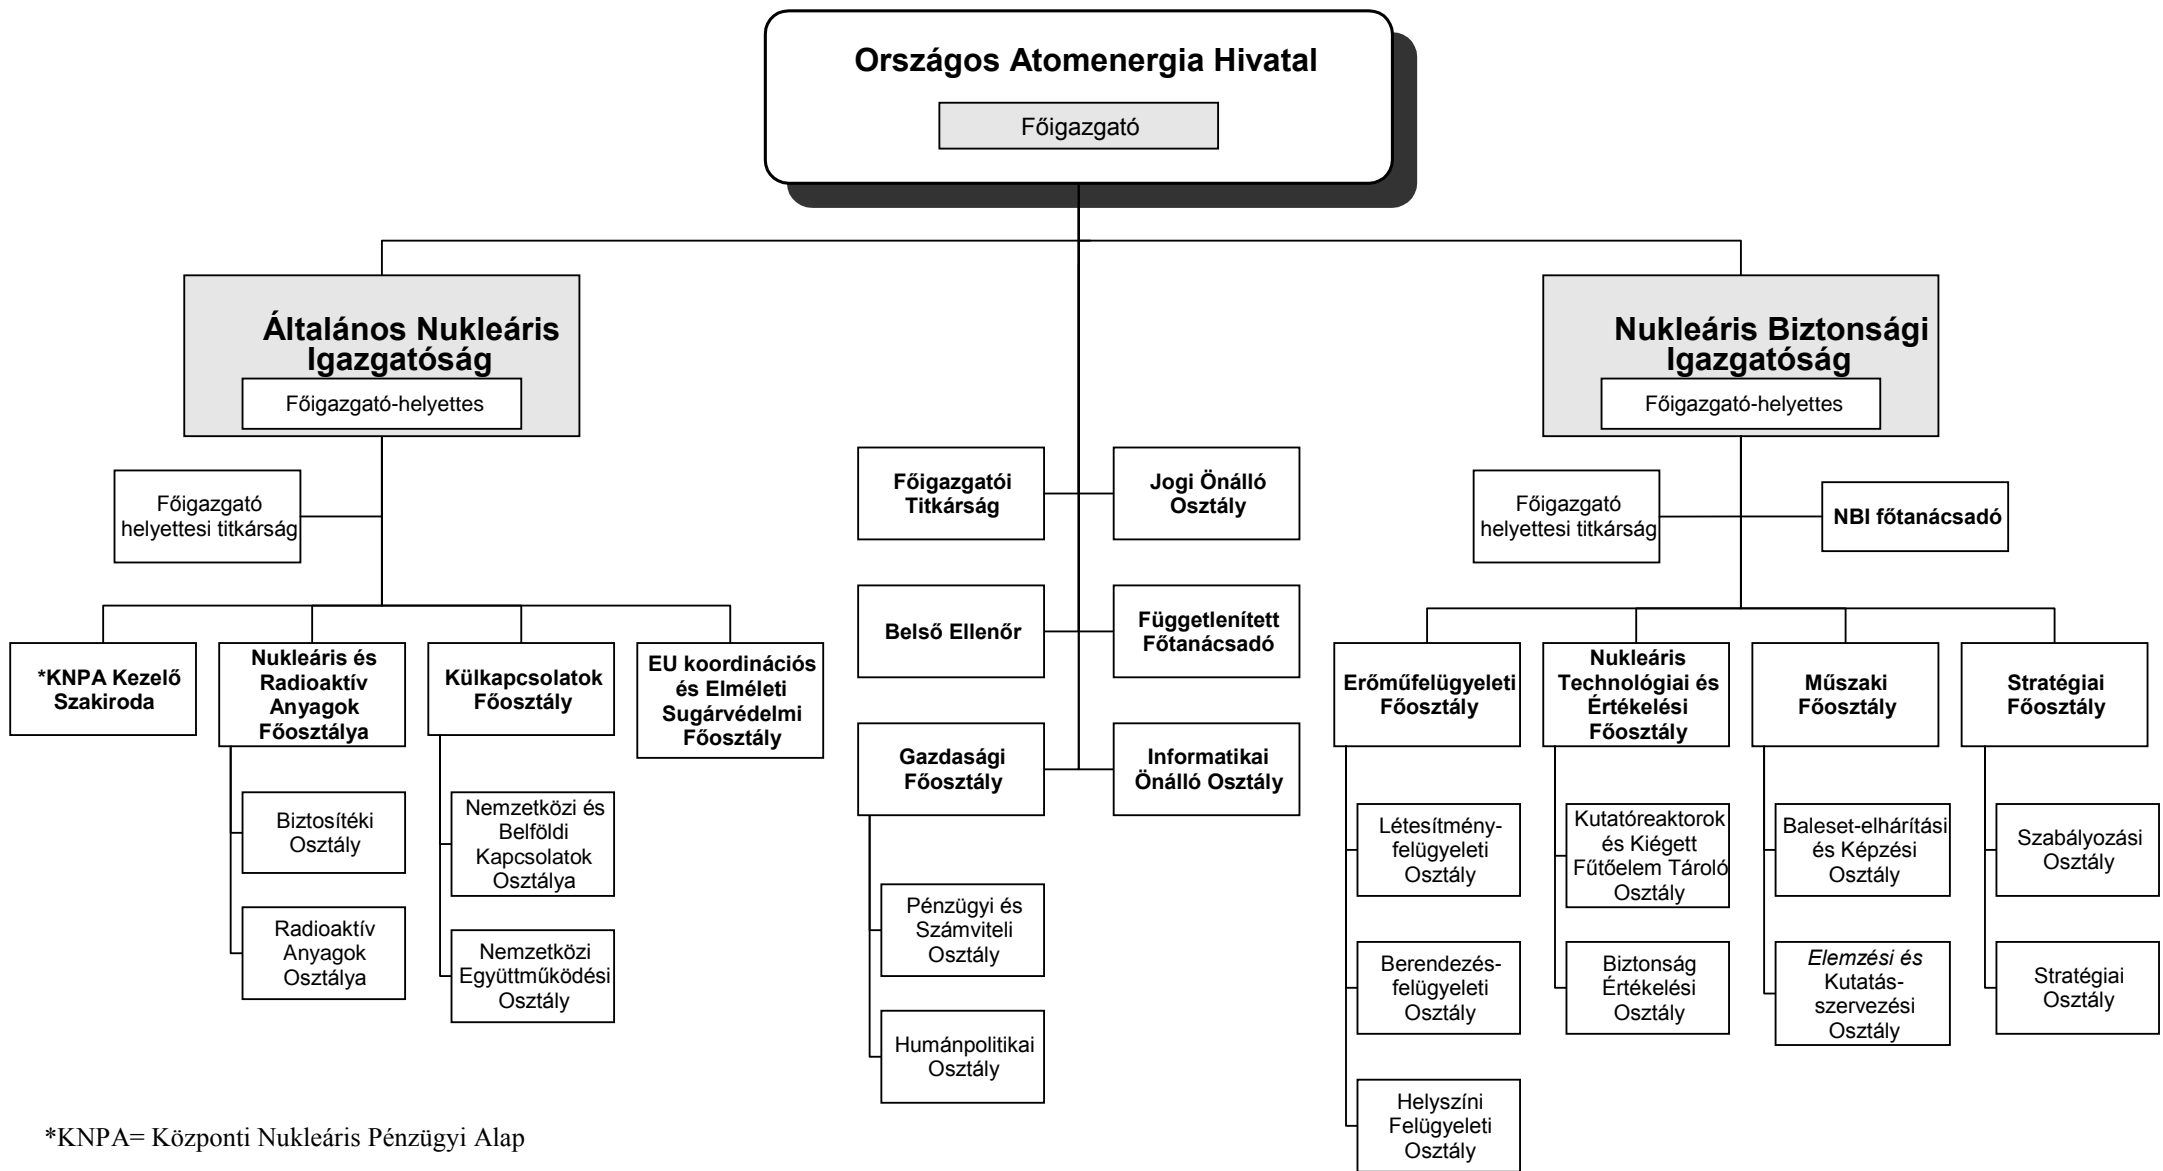 Országos Atomenergia Hivatal
Főigazgató
Általános Nukleáris
Igazgatóság
Főigazgató-helyettes
Nukleáris Biztonsági
Igazgatóság
Főigazgató-helyettes
Főigazgató
helyettesi titkárság
Főigazgatói
Titkárság
Jogi Önálló
Osztály
Főigazgató
helyettesi titkárság
NBI főtanácsadó
Belső Ellenőr
Függetlenített
Főtanácsadó
*KNPA Kezelő
Szakiroda
Nukleáris és
Radioaktív
Anyagok
Főosztálya
Külkapcsolatok
Főosztály
EU koordinációs
és Elméleti
Sugárvédelmi
Főosztály
Gazdasági
Főosztály
Informatikai
Önálló Osztály
Erőműfelügyeleti
Főosztály
Nukleáris
Technológiai és
Értékelési
Főosztály
Műszaki
Főosztály
Stratégiai
Főosztály
Biztosítéki
Osztály
Radioaktív
Anyagok
Osztálya
Nemzetközi és
Belföldi
Kapcsolatok
Osztálya
Nemzetközi
Együttműködési
Osztály
Pénzügyi és
Számviteli
Osztály
Humánpolitikai
Osztály
Létesítmény-
felügyeleti
Osztály
Berendezés-
felügyeleti
Osztály
Helyszíni
Felügyeleti
Osztály
Kutatóreaktorok
és Kiégett
Fűtőelem Tároló
Osztály
Biztonság
Értékelési
Osztály
Baleset-elhárítási
és Képzési
Osztály
Elemzési és
Kutatás-
szervezési
Osztály
Szabályozási
Osztály
Stratégiai
Osztály
*KNPA= Központi Nukleáris Pénzügyi Alap